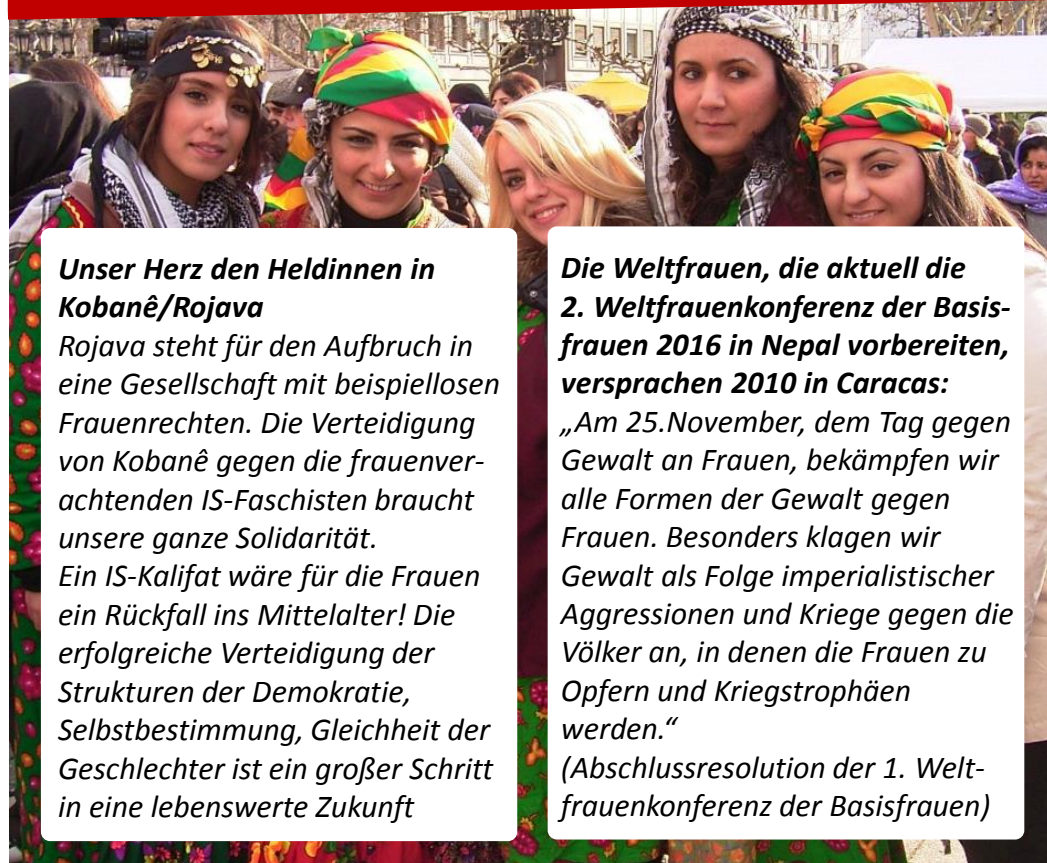 Unser Herz den Heldinnen in
Kobanê/Rojava
Rojava steht für den Aufbruch in
eine Gesellschaft mit beispiellosen
Frauenrechten. Die Verteidigung
von Kobanê gegen die frauenver-
achtenden IS-Faschisten braucht
unsere ganze Solidarität.
Ein IS-Kalifat wäre für die Frauen
ein Rückfall ins Mittelalter! Die
erfolgreiche Verteidigung der
Strukturen der Demokratie,
Selbstbestimmung, Gleichheit der
Geschlechter ist ein großer Schritt
in eine lebenswerte Zukunft
Die Weltfrauen, die aktuell die
2. Weltfrauenkonferenz der Basis-
frauen 2016 in Nepal vorbereiten,
versprachen 2010 in Caracas:
„Am 25.November, dem Tag gegen
Gewalt an Frauen, bekämpfen wir
alle Formen der Gewalt gegen
Frauen. Besonders klagen wir
Gewalt als Folge imperialistischer
Aggressionen und Kriege gegen die
Völker an, in denen die Frauen zu
Opfern und Kriegstrophäen
werden.“
(Abschlussresolution der 1. Welt-
frauenkonferenz der Basisfrauen)